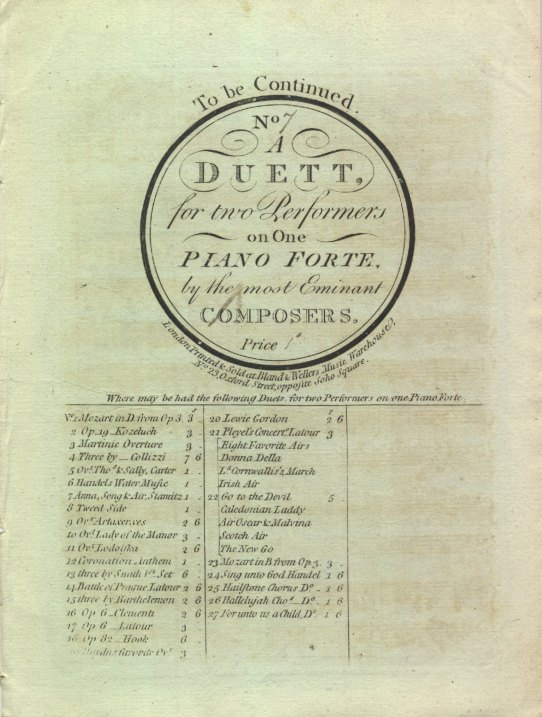 To be Continued.
No 7
A
DUETT,
for two Performers
on One
PIANO FORTE,
by the most Eminant
COMPOSERS.
Price 1s
London Printed & Sold at Bland & Wellers Music Warehouse,
No 23 Oxford Street, opposite Soho Square.
Where may be had the following Duets, for two Performers on one Piano Forte
No 1 Mozart in D, from Op 3. 3 -
2 Op. 19 Kozeluch 3 -
3 Martinic Overture 3 -
4 Three by Collizzi 7 6
5 Ovr. Thos. & Sally, Carter 1 -
6 Handels Water Music 1 -
7 Anna, Song & Air, Stamitz 1 -
8 Tweed Side 1 -
9 Ovr. Artaxerxes 2 6
10 Ovr. Lady of the Manor 3 -
11 Ovr. Lodoiska 2 6
12 Coronation Anthem 1 -
13 three by Smith 1st. Set 6 -
14 Battle of Prague Latour 2 6
15 three by Barthelemon 2 6
16 Op 6 Clementi 2 6
17 Op 6 Latour 3
18 Op 82 Hook 6
19 Haydns favorite Ovr. 3
20 Lewie Gordon 2 6
21 Pleyel's Concerte. Latour 3
Eight Favorite Airs
Donna Della
Ld. Cornwallis's, March
Irish Air
22 Go to the Devil 5 -
Caledonian Laddy
Air Oscar & Malvina
Scotch Air
The New Go
23 Mozart in B from Op 3. 3 -
24 Sing unto God Handel 1 6
25 Hailstone Chorus Do. 1 6
26 Hallelujah Chos. Do. 1 6
27 For unto us a Child, Do. 1 6